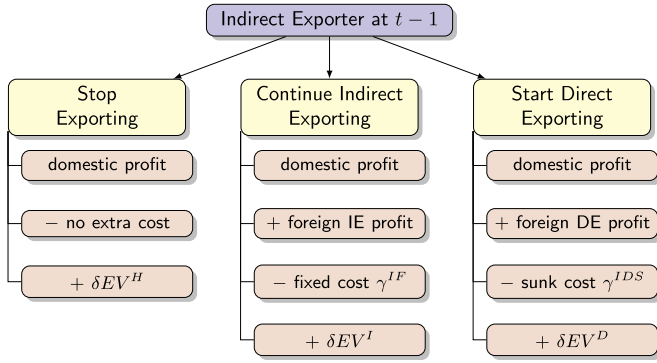 Indirect Exporter at t − 1
Stop
Exporting
domestic profit
− no extra cost
+ δEV^H
Continue Indirect
Exporting
domestic profit
+ foreign IE profit
− fixed cost γ^{IF}
+ δEV^I
Start Direct
Exporting
domestic profit
+ foreign DE profit
− sunk cost γ^{IDS}
+ δEV^D